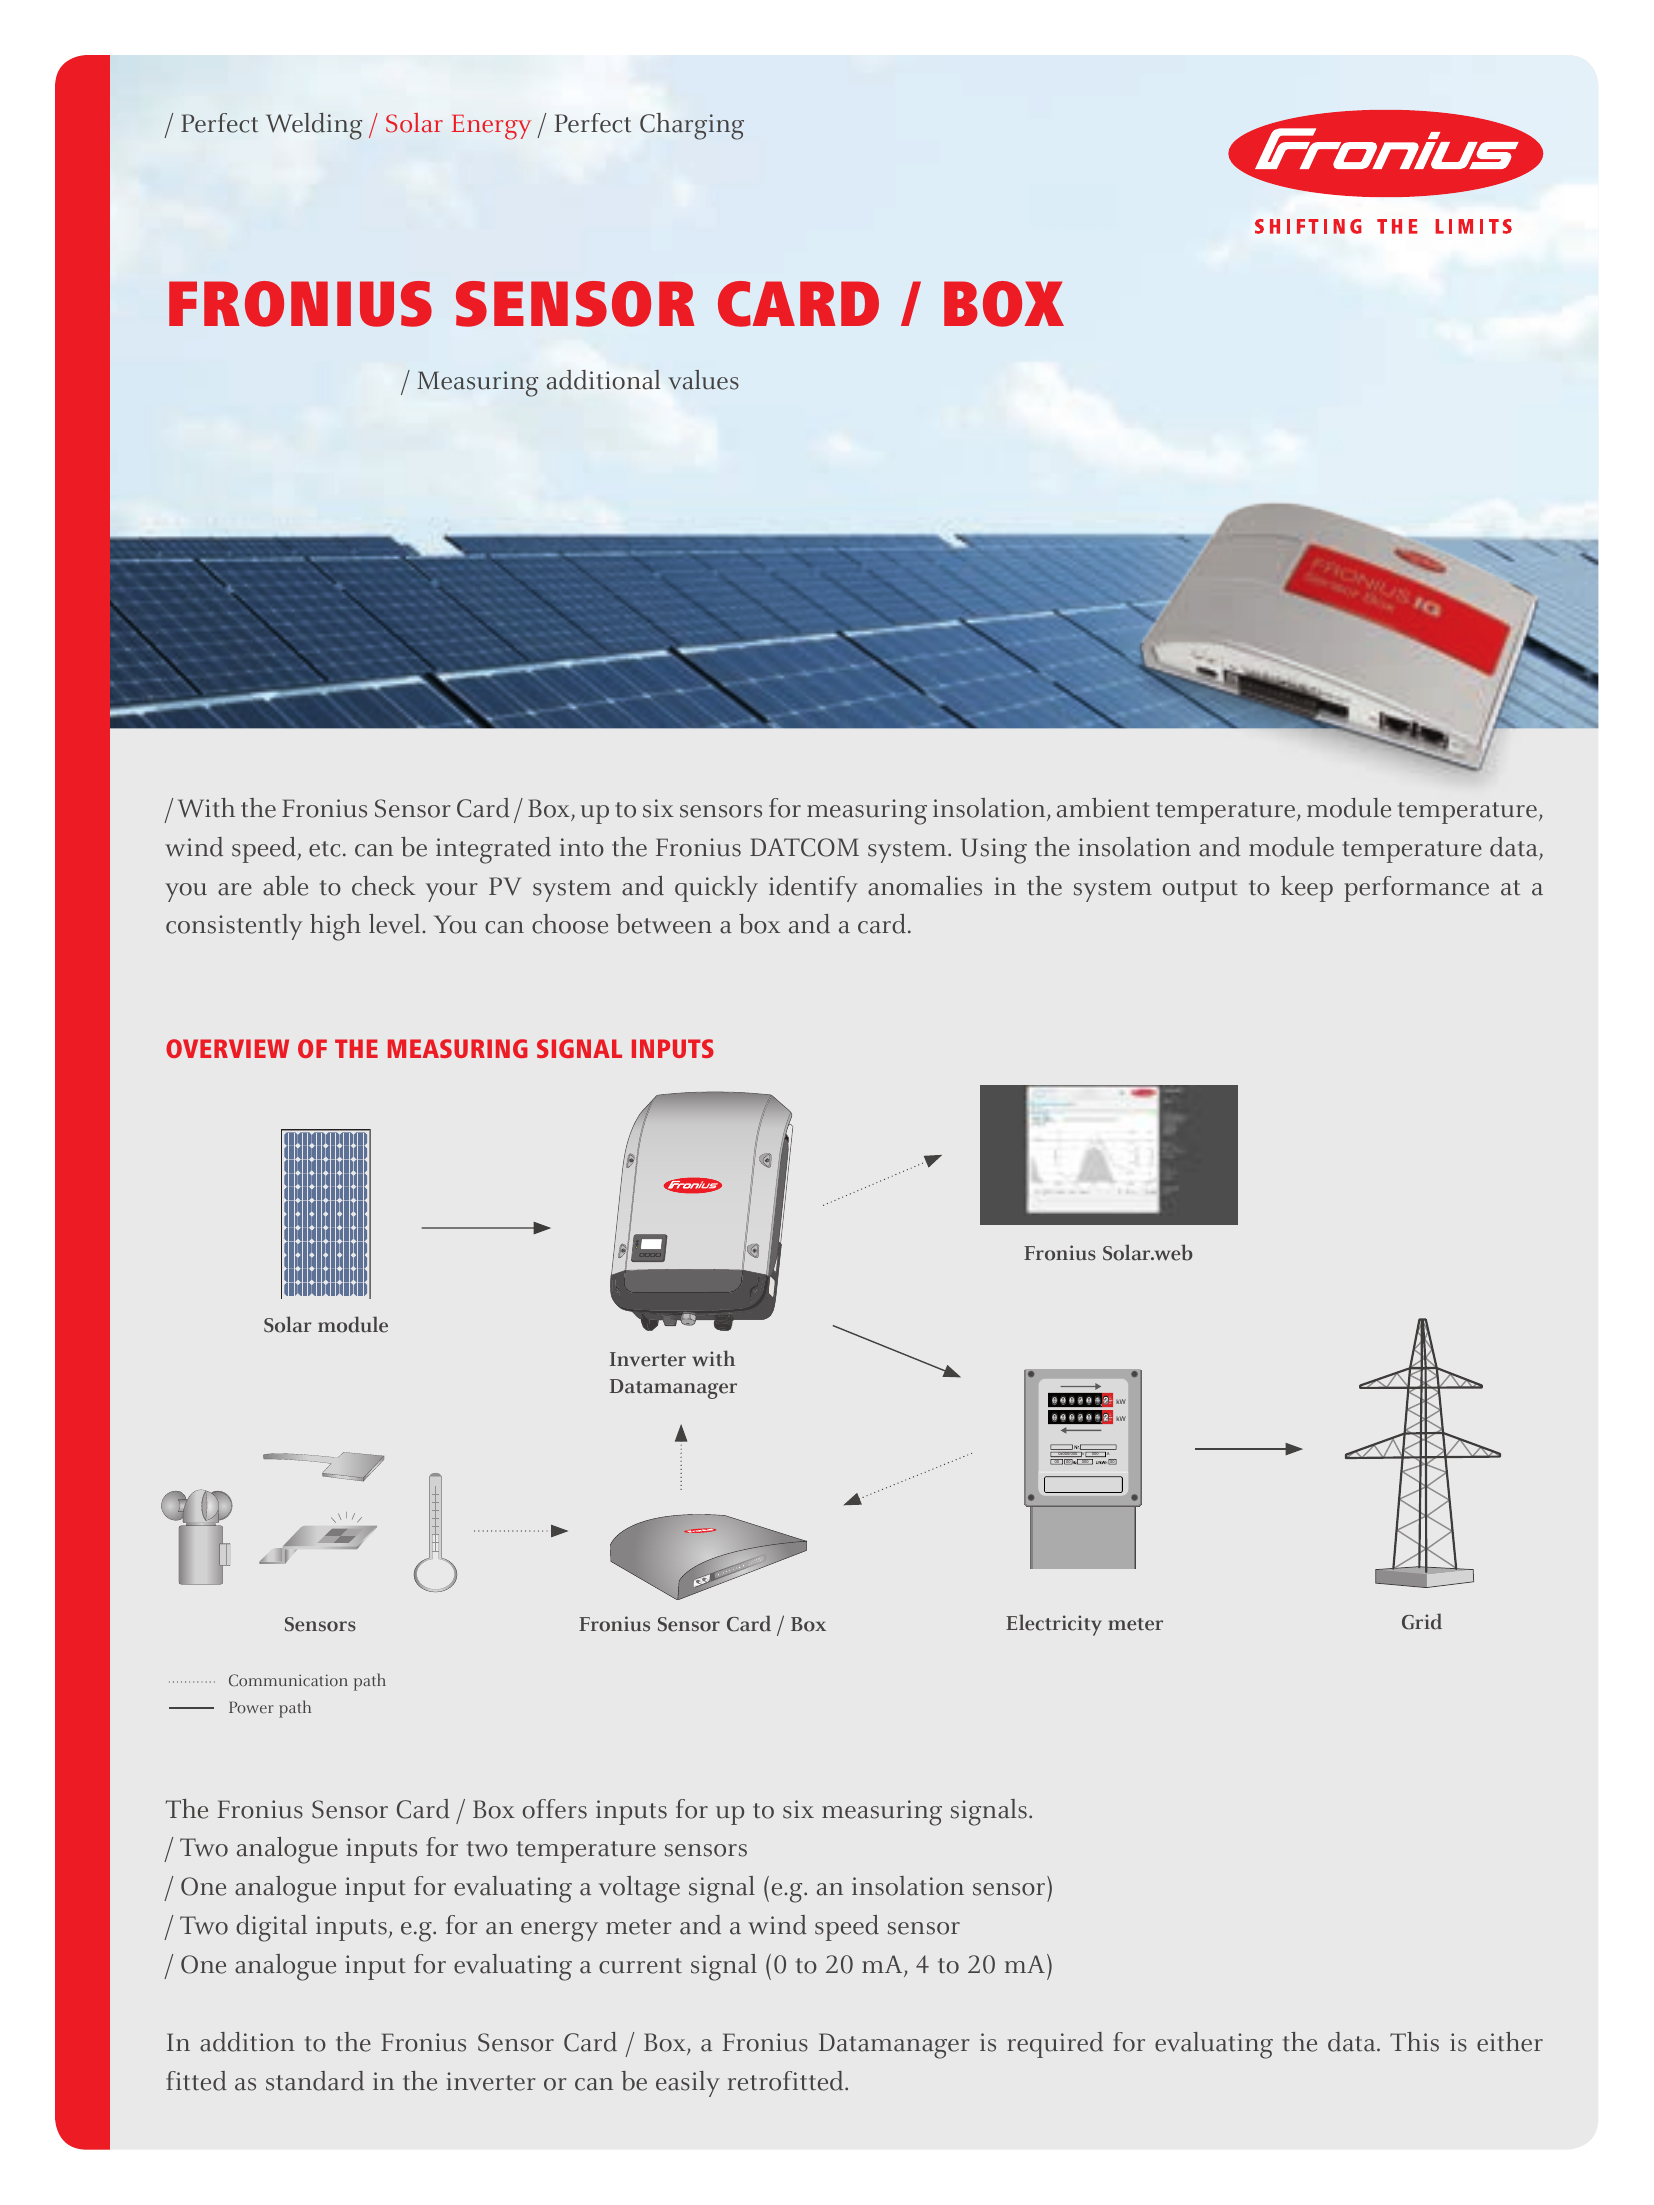 / Perfect Welding / Solar Energy / Perfect Charging
Fronius
SHIFTING THE LIMITS
FRONIUS SENSOR CARD / BOX
/ Measuring additional values
FRONIUS IG
Sensor Box
/ With the Fronius Sensor Card / Box, up to six sensors for measuring insolation, ambient temperature, module temperature,
wind speed, etc. can be integrated into the Fronius DATCOM system. Using the insolation and module temperature data,
you are able to check your PV system and quickly identify anomalies in the system output to keep performance at a
consistently high level. You can choose between a box and a card.
OVERVIEW OF THE MEASURING SIGNAL INPUTS
Fronius
Fronius Solar.web
Solar module
Inverter with
Datamanager
kW
kW
Sensors
Fronius Sensor Card / Box
Electricity meter
Grid
Communication path
Power path
The Fronius Sensor Card / Box offers inputs for up to six measuring signals.
/ Two analogue inputs for two temperature sensors
/ One analogue input for evaluating a voltage signal (e.g. an insolation sensor)
/ Two digital inputs, e.g. for an energy meter and a wind speed sensor
/ One analogue input for evaluating a current signal (0 to 20 mA, 4 to 20 mA)
In addition to the Fronius Sensor Card / Box, a Fronius Datamanager is required for evaluating the data. This is either
fitted as standard in the inverter or can be easily retrofitted.